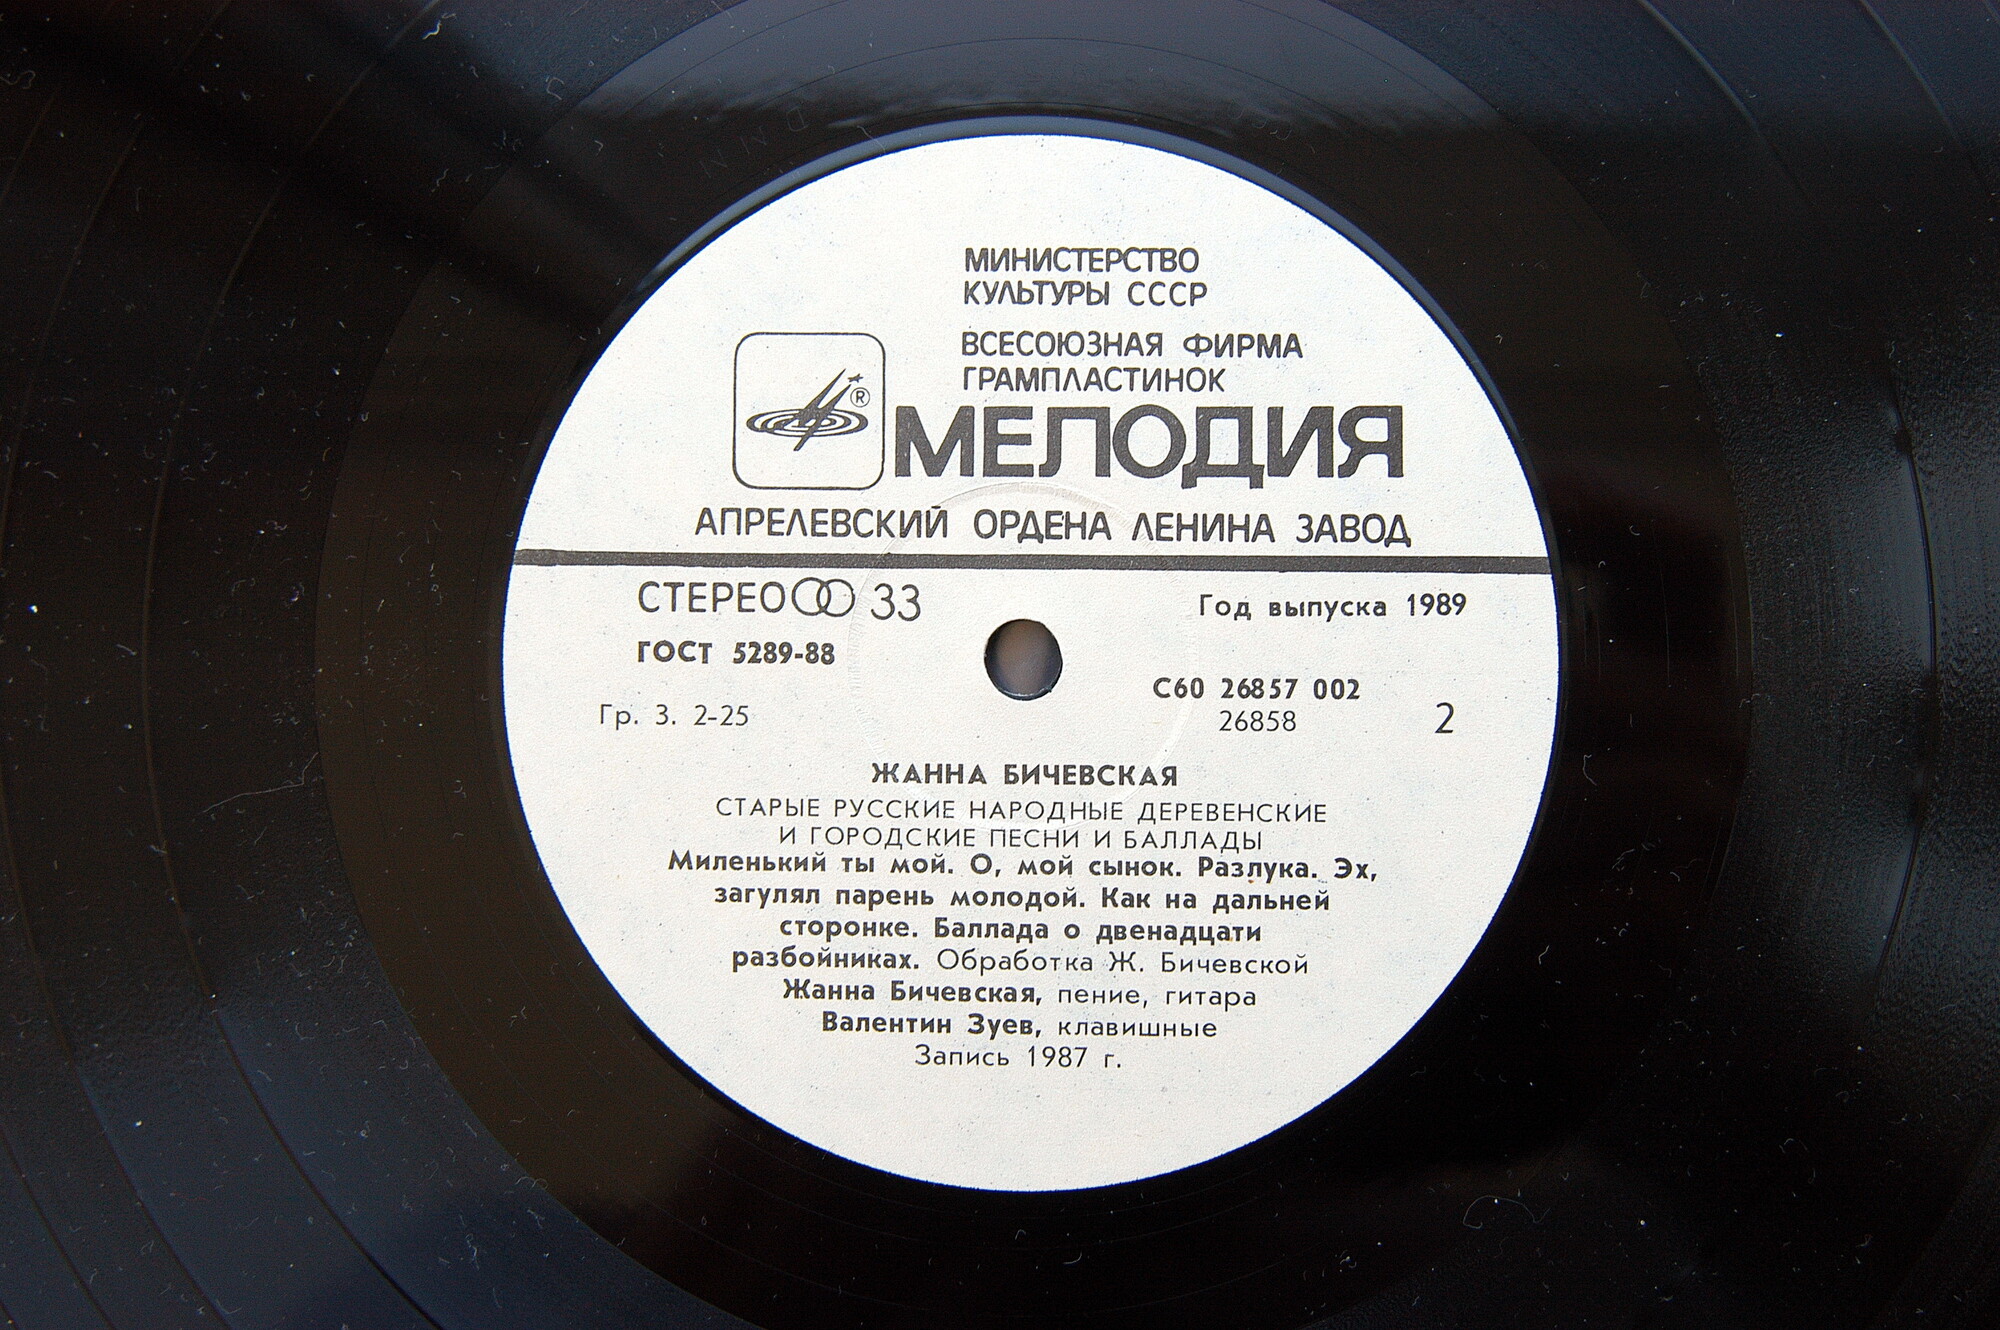 МИНИСТЕРСТВО
КУЛЬТУРЫ СССР
ВСЕСОЮЗНАЯ ФИРМА
ГРАМПЛАСТИНОК
®
МЕЛОДИЯ
АПРЕЛЕВСКИЙ ОРДЕНА ЛЕНИНА ЗАВОД
СТЕРЕО 33
Год выпуска 1989
ГОСТ 5289-88
С60 26857 002
Гр. 3. 2-25
26858
2
ЖАННА БИЧЕВСКАЯ
СТАРЫЕ РУССКИЕ НАРОДНЫЕ ДЕРЕВЕНСКИЕ
И ГОРОДСКИЕ ПЕСНИ И БАЛЛАДЫ
Миленький ты мой. О, мой сынок. Разлука. Эх,
загулял парень молодой. Как на дальней
сторонке. Баллада о двенадцати
разбойниках. Обработка Ж. Бичевской
Жанна Бичевская, пение, гитара
Валентин Зуев, клавишные
Запись 1987 г.